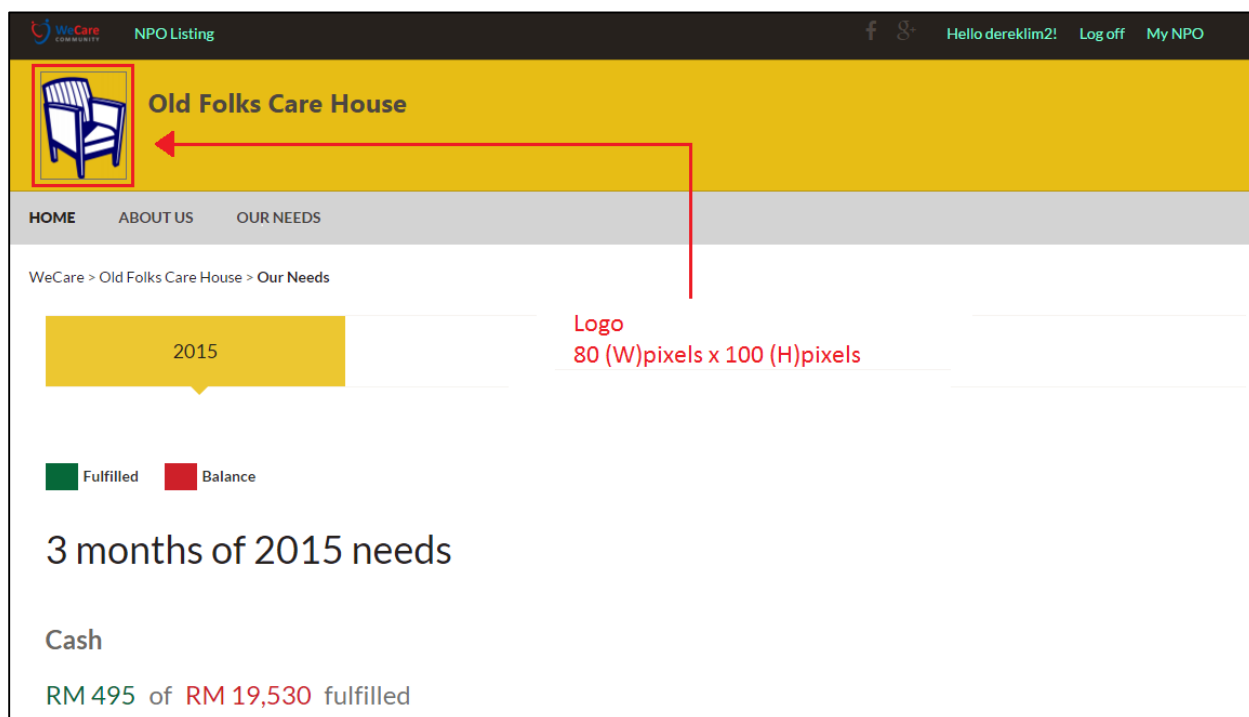 WeCare COMMUNITY NPO Listing f g+ Hello dereklim2! Log off My NPO
Old Folks Care House
HOME ABOUT US OUR NEEDS
WeCare > Old Folks Care House > Our Needs
Logo
80 (W)pixels x 100 (H)pixels
2015
Fulfilled Balance
3 months of 2015 needs
Cash
RM 495 of RM 19,530 fulfilled